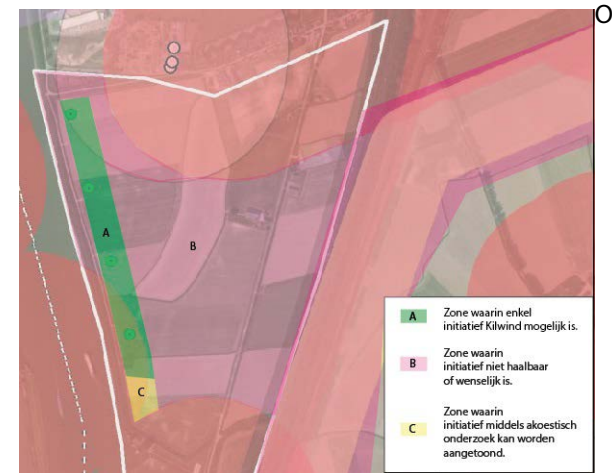 O
A
B
C
A
Zone waarin enkel
initiatief Kilwind mogelijk is.
B
Zone waarin
initiatief niet haalbaar
of wenselijk is.
C
Zone waarin
initiatief middels akoestisch
onderzoek kan worden
aangetoond.